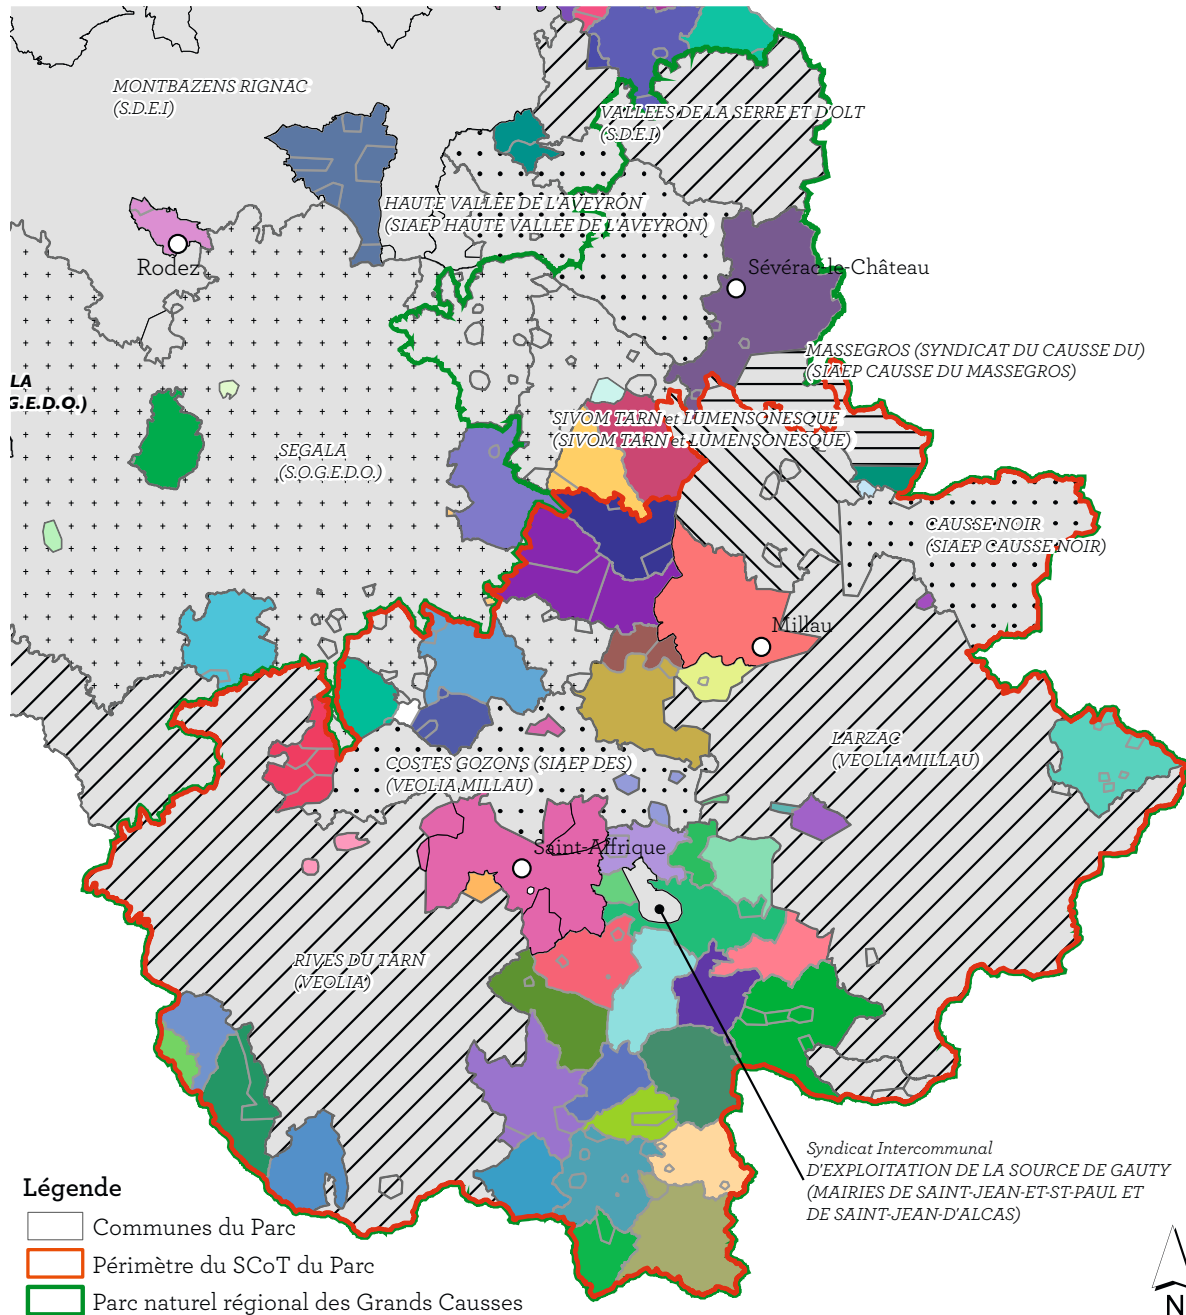 MONTBAZENS RIGNAC
(S.D.E.I)
VALLEES DE LA SERRE ET D'OLT
(S.D.E.I)
HAUTE VALLEE DE L'AVEYRON
(SIAEP HAUTE VALLEE DE L'AVEYRON)
Rodez
Sévérac-le-Château
MASSEGROS (SYNDICAT DU CAUSSE DU)
(SIAEP CAUSSE DU MASSEGROS)
LA
G.E.D.O.)
SIVOM TARN et LUMENSONESQUE
(SIVOM TARN et LUMENSONESQUE)
SEGALA
(S.O.G.E.D.O.)
CAUSSE NOIR
(SIAEP CAUSSE NOIR)
Millau
LARZAC
(VEOLIA MILLAU)
COSTES GOZONS (SIAEP DES)
(VEOLIA MILLAU)
Saint-Affrique
RIVES DU TARN
(VEOLIA)
Syndicat Intercommunal
D'EXPLOITATION DE LA SOURCE DE GAUTY
(MAIRIES DE SAINT-JEAN-ET-ST-PAUL ET
DE SAINT-JEAN-D'ALCAS)
Légende
Communes du Parc
Périmètre du SCoT du Parc
Parc naturel régional des Grands Causses
N